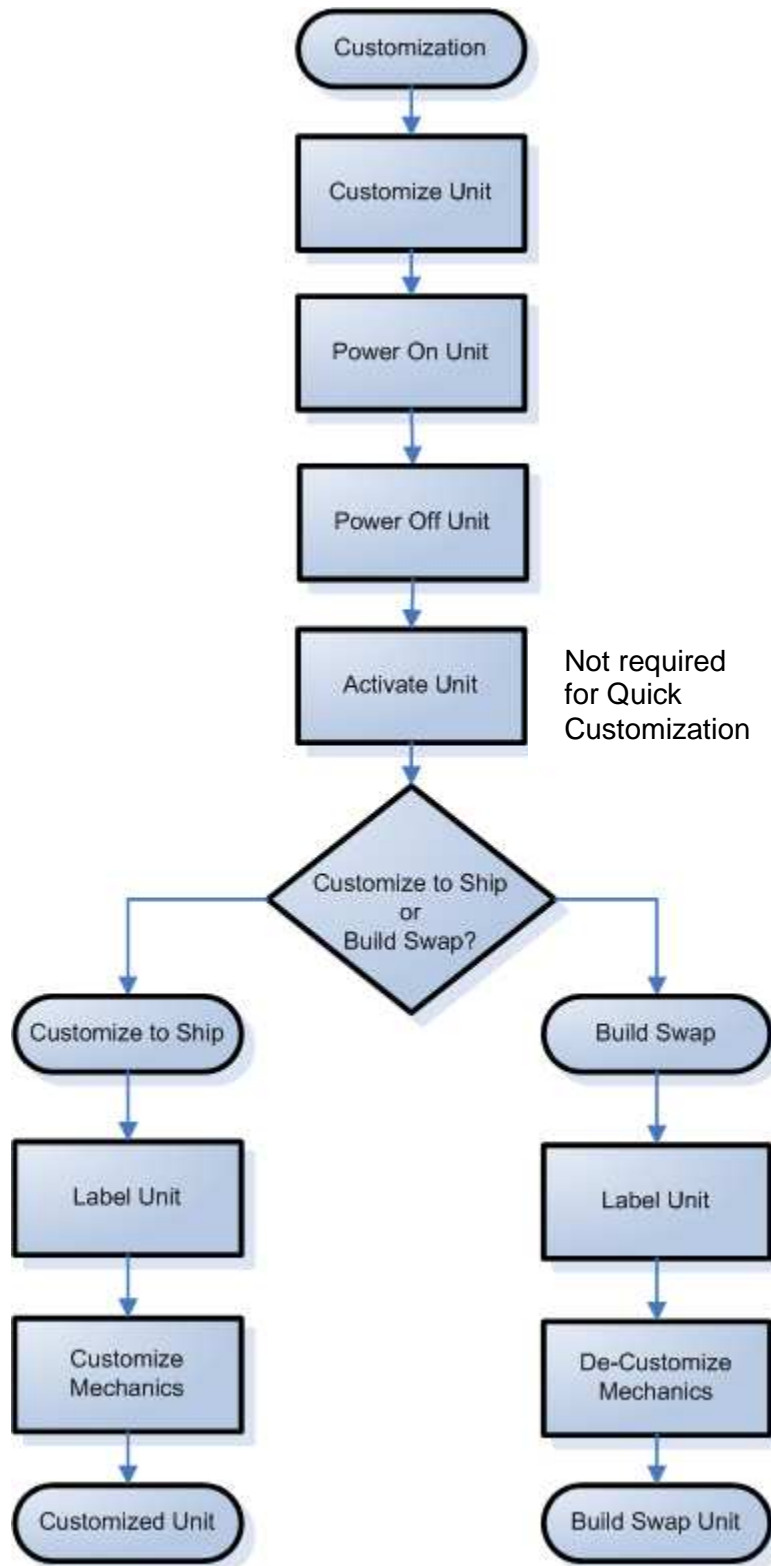 Customization
Customize Unit
Power On Unit
Power Off Unit
Activate Unit
Not required
for Quick
Customization
Customize to Ship
or
Build Swap?
Customize to Ship
Build Swap
Label Unit
Label Unit
Customize
Mechanics
De-Customize
Mechanics
Customized Unit
Build Swap Unit